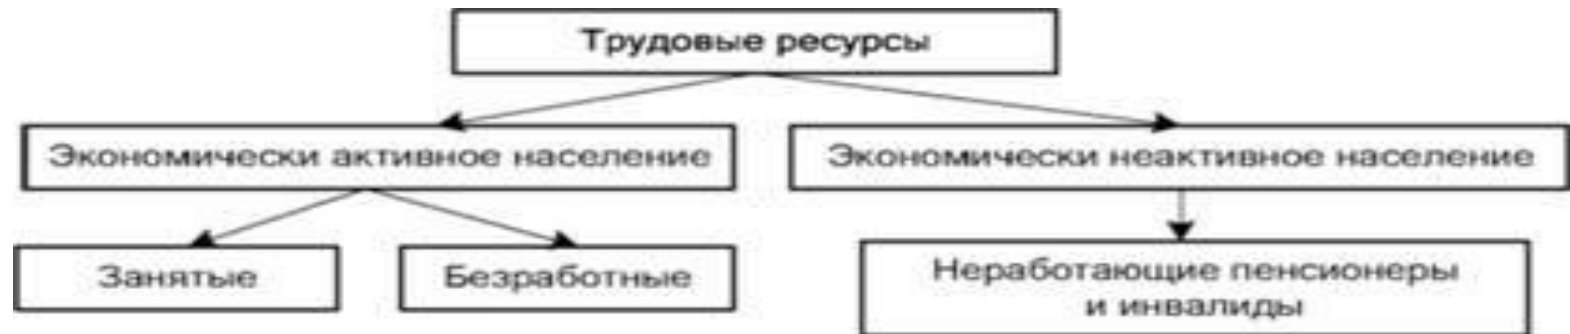 Трудовые ресурсы
Экономически активное население
Экономически неактивное население
Занятые
Безработные
Неработающие пенсионеры
и инвалиды